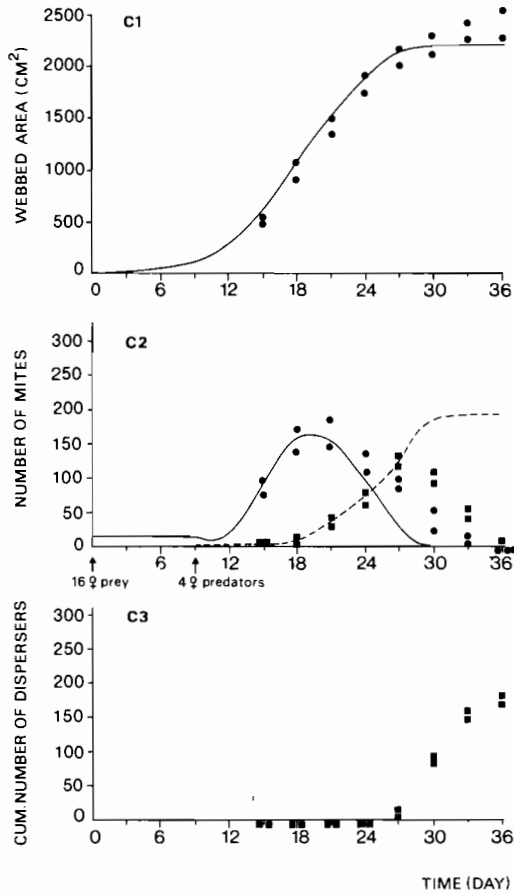 C1
WEBBED AREA (CM²)
2500
2000
1500
1000
500
0
0 6 12 18 24 30 36
C2
NUMBER OF MITES
300
250
200
150
100
50
0
0 6 12 18 24 30 36
16 ♀ prey
4 ♀ predators
C3
CUM. NUMBER OF DISPERSERS
300
250
200
150
100
50
0
0 6 12 18 24 30 36
TIME (DAY)